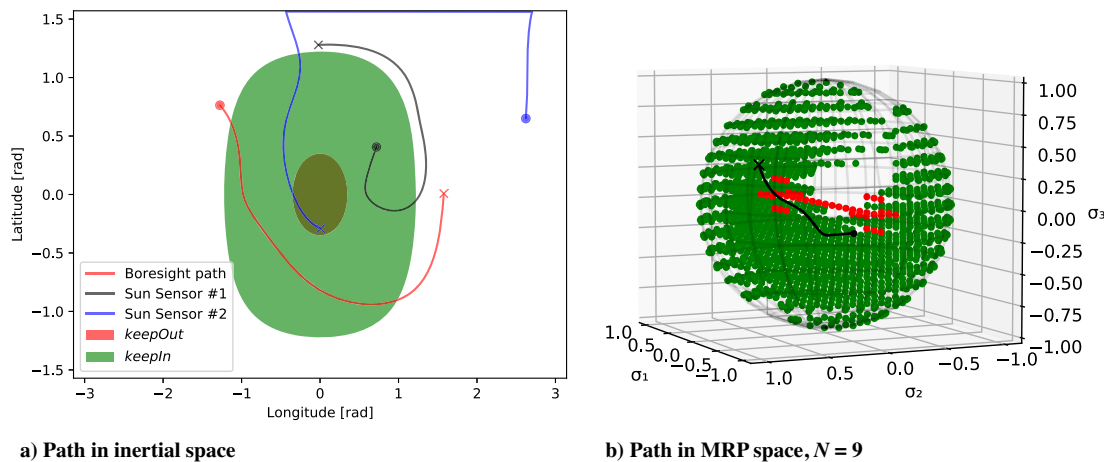 1.5
1.0
0.5
0.0
−0.5
−1.0
−1.5
Latitude [rad]
−3
−2
−1
0
1
2
3
Longitude [rad]
Boresight path
Sun Sensor #1
Sun Sensor #2
keepOut
keepIn
a) Path in inertial space
1.00
0.75
0.50
0.25
0.00
−0.25
−0.50
−0.75
−1.00
σ₃
1.0
0.5
0.0
−0.5
−1.0
σ₁
1.0
0.5
0.0
−0.5
−1.0
σ₂
b) Path in MRP space, N = 9